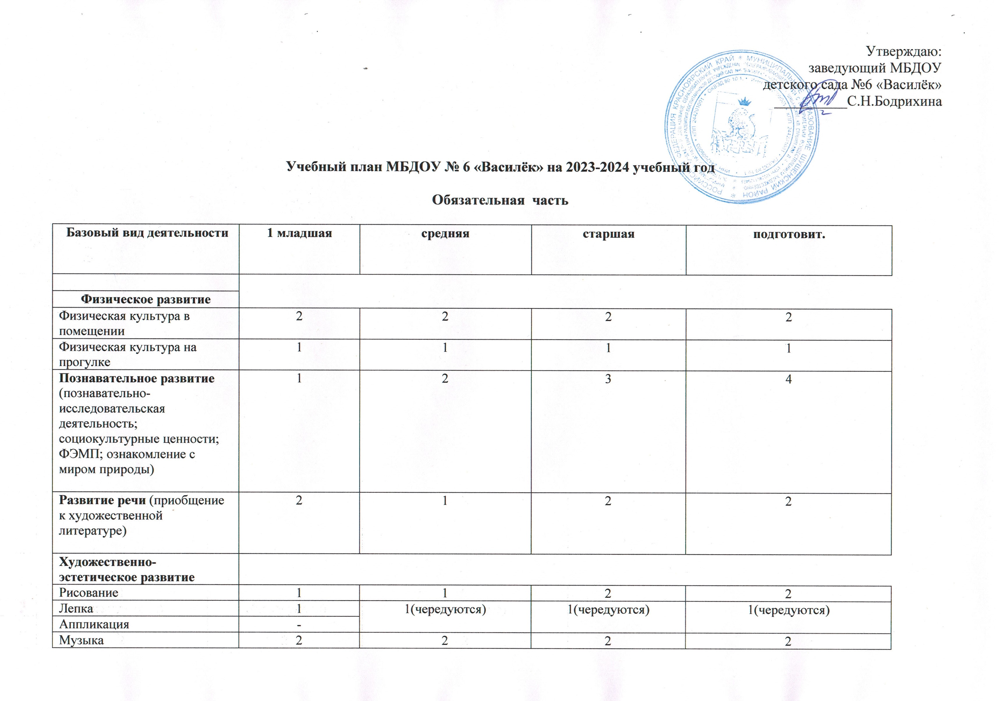 Утверждаю:
заведующий МБДОУ
детского сада №6 «Василёк»
__________С.Н.Бодрихина
РОССИЙСКАЯ ФЕДЕРАЦИЯ КРАСНОЯРСКИЙ КРАЙ * МУНИЦИПАЛЬНОЕ ОБРАЗОВАНИЕ ШУШЕНСКИЙ РАЙОН *
Учебный план МБДОУ № 6 «Василёк» на 2023-2024 учебный год
Обязательная часть
Базовый вид деятельности 1 младшая средняя старшая подготовит.
Физическое развитие
Физическая культура в 2 2 2 2
помещении
Физическая культура на 1 1 1 1
прогулке
Познавательное развитие 1 2 3 4
(познавательно-
исследовательская
деятельность;
социокультурные ценности;
ФЭМП; ознакомление с
миром природы)
Развитие речи (приобщение 2 1 2 2
к художественной
литературе)
Художественно-
эстетическое развитие
Рисование 1 1 2 2
Лепка 1 1(чередуются) 1(чередуются) 1(чередуются)
Аппликация -
Музыка 2 2 2 2